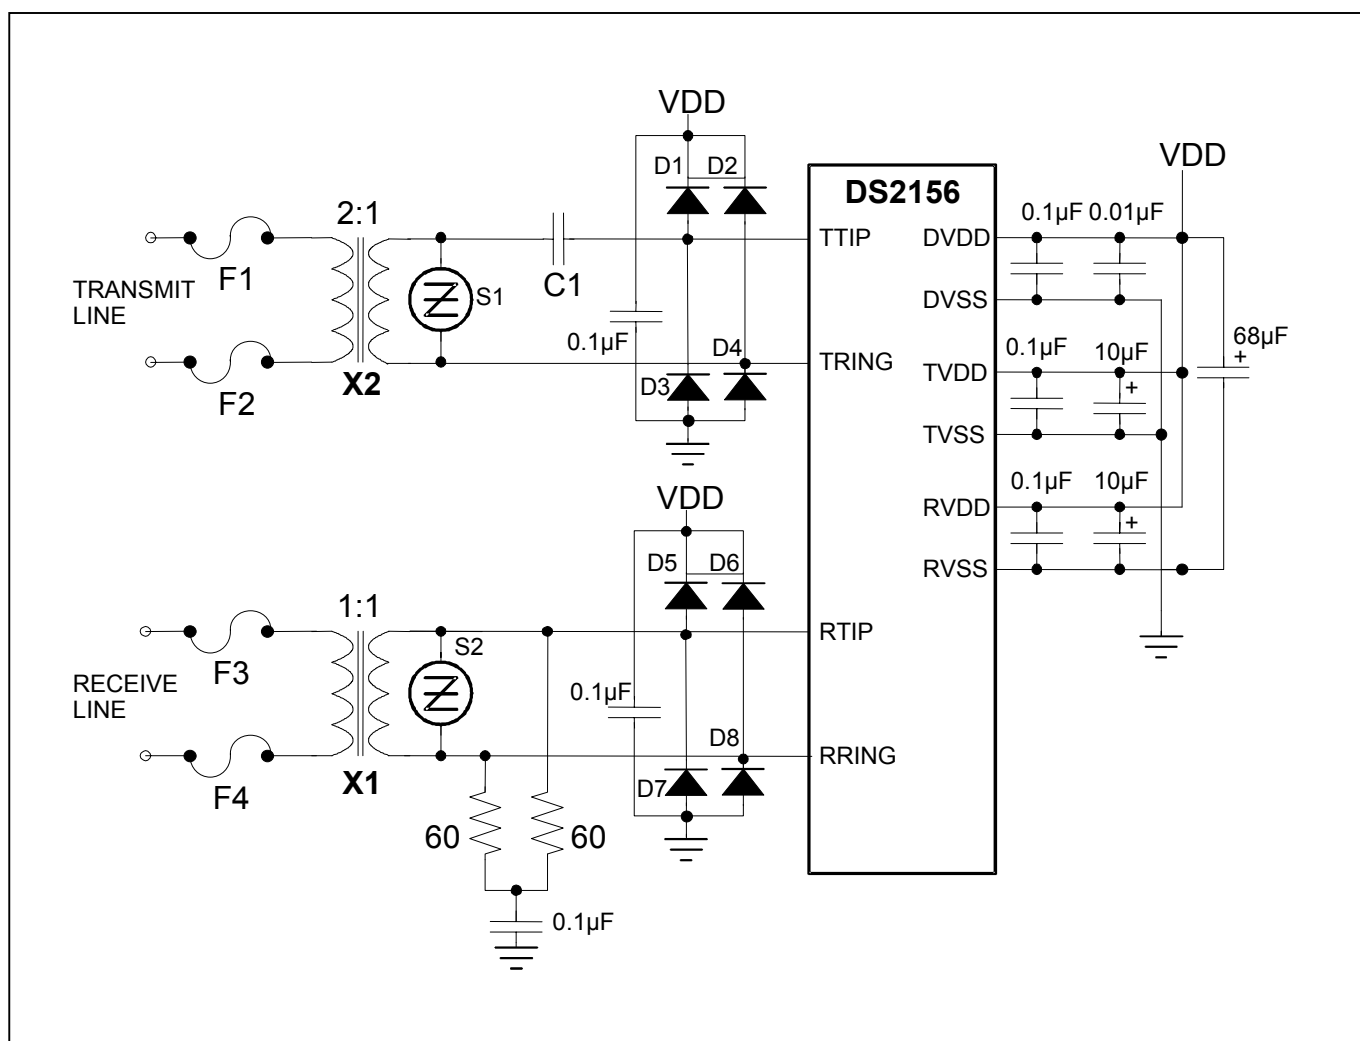 VDD
D1 D2
2:1
F1
TRANSMIT
LINE
F2
X2
S1
C1
0.1µF
D3
D4
DS2156
TTIP
TRING
RTIP
RRING
DVDD
DVSS
TVDD
TVSS
RVDD
RVSS
VDD
0.1µF 0.01µF
0.1µF 10µF
+
68µF
+
0.1µF 10µF
+
VDD
D5 D6
1:1
F3
RECEIVE
LINE
F4
X1
S2
0.1µF
D7
D8
60 60
0.1µF